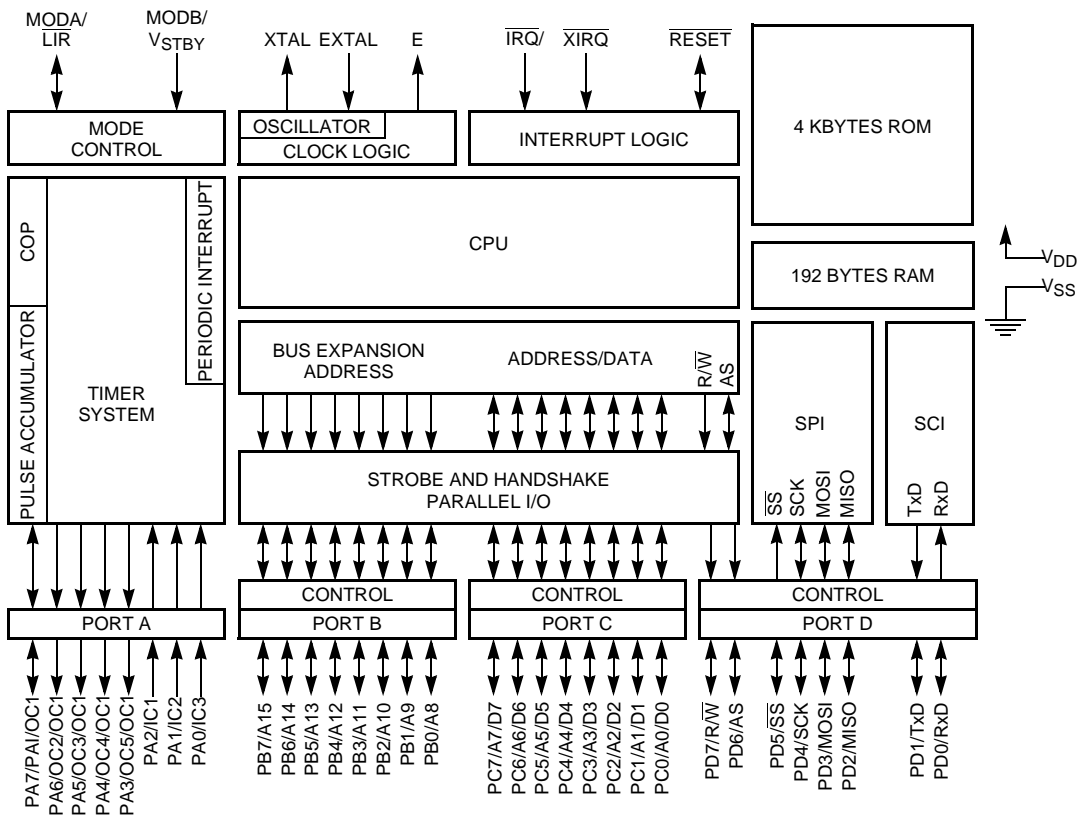 MODA/
LIR
MODB/
VSTBY
XTAL EXTAL
E
IRQ/
XIRQ
RESET
MODE
CONTROL
OSCILLATOR
CLOCK LOGIC
INTERRUPT LOGIC
4 KBYTES ROM
COP
PULSE ACCUMULATOR
TIMER
SYSTEM
PERIODIC INTERRUPT
CPU
192 BYTES RAM
VDD
VSS
BUS EXPANSION
ADDRESS
ADDRESS/DATA
R/W
AS
STROBE AND HANDSHAKE
PARALLEL I/O
SPI
SS
SCK
MOSI
MISO
SCI
TxD
RxD
CONTROL
CONTROL
CONTROL
PORT A
PORT B
PORT C
PORT D
PA7/PAI/OC1
PA6/OC2/OC1
PA5/OC3/OC1
PA4/OC4/OC1
PA3/OC5/OC1
PA2/IC1
PA1/IC2
PA0/IC3
PB7/A15
PB6/A14
PB5/A13
PB4/A12
PB3/A11
PB2/A10
PB1/A9
PB0/A8
PC7/A7/D7
PC6/A6/D6
PC5/A5/D5
PC4/A4/D4
PC3/A3/D3
PC2/A2/D2
PC1/A1/D1
PC0/A0/D0
PD7/R/W
PD6/AS
PD5/SS
PD4/SCK
PD3/MOSI
PD2/MISO
PD1/TxD
PD0/RxD